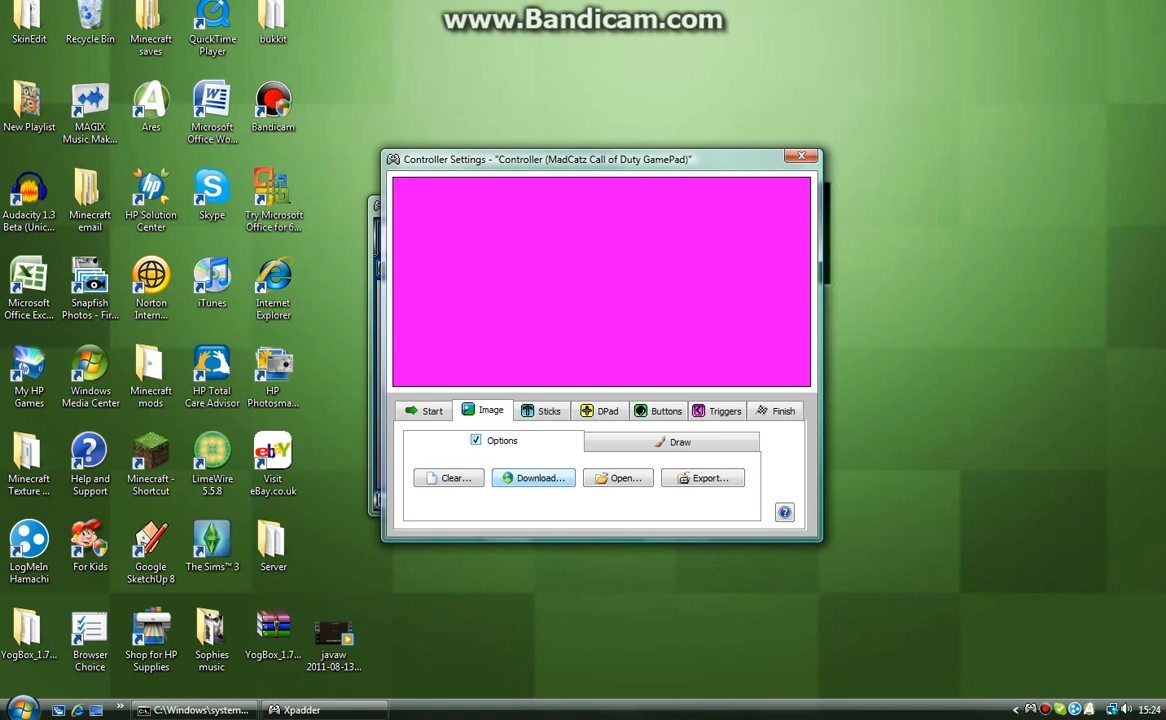 www.Bandicam.com
SkinEdit
Recycle Bin
Minecraft
saves
QuickTime
Player
bukkit
New Playlist
MAGIX
Music Mak...
Ares
Microsoft
Office Wo...
Bandicam
Audacity 1.3
Beta (Unic...
Minecraft
email
HP Solution
Center
Skype
Try Microsoft
Office for 6...
Microsoft
Office Exc...
Snapfish
Photos - Fir...
Norton
Intern...
iTunes
Internet
Explorer
My HP
Games
Windows
Media Center
Minecraft
mods
HP Total
Care Advisor
HP
Photosma...
Minecraft
Texture ...
Help and
Support
Minecraft -
Shortcut
LimeWire
5.5.8
Visit
eBay.co.uk
LogMeIn
Hamachi
For Kids
Google
SketchUp 8
The Sims™ 3
Server
YogBox_1.7...
Browser
Choice
Shop for HP
Supplies
Sophies
music
YogBox_1.7...
javaw
2011-08-13...
Controller Settings - "Controller (MadCatz Call of Duty GamePad)"
Start
Image
Sticks
DPad
Buttons
Triggers
Finish
Options
Draw
Clear...
Download...
Open...
Export...
C:\Windows\system...
Xpadder
15:24